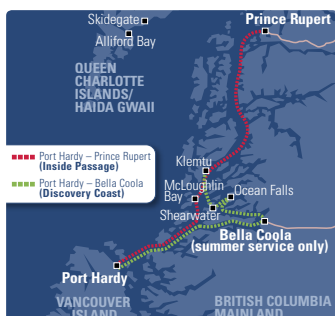 Skidegate
Prince Rupert
Alliford Bay
QUEEN
CHARLOTTE
ISLANDS/
HAIDA GWAII
Port Hardy – Prince Rupert
(Inside Passage)
Port Hardy – Bella Coola
(Discovery Coast)
Klemtu
McLoughlin
Bay
Ocean Falls
Shearwater
Bella Coola
(summer service only)
Port Hardy
VANCOUVER
ISLAND
BRITISH COLUMBIA
MAINLAND